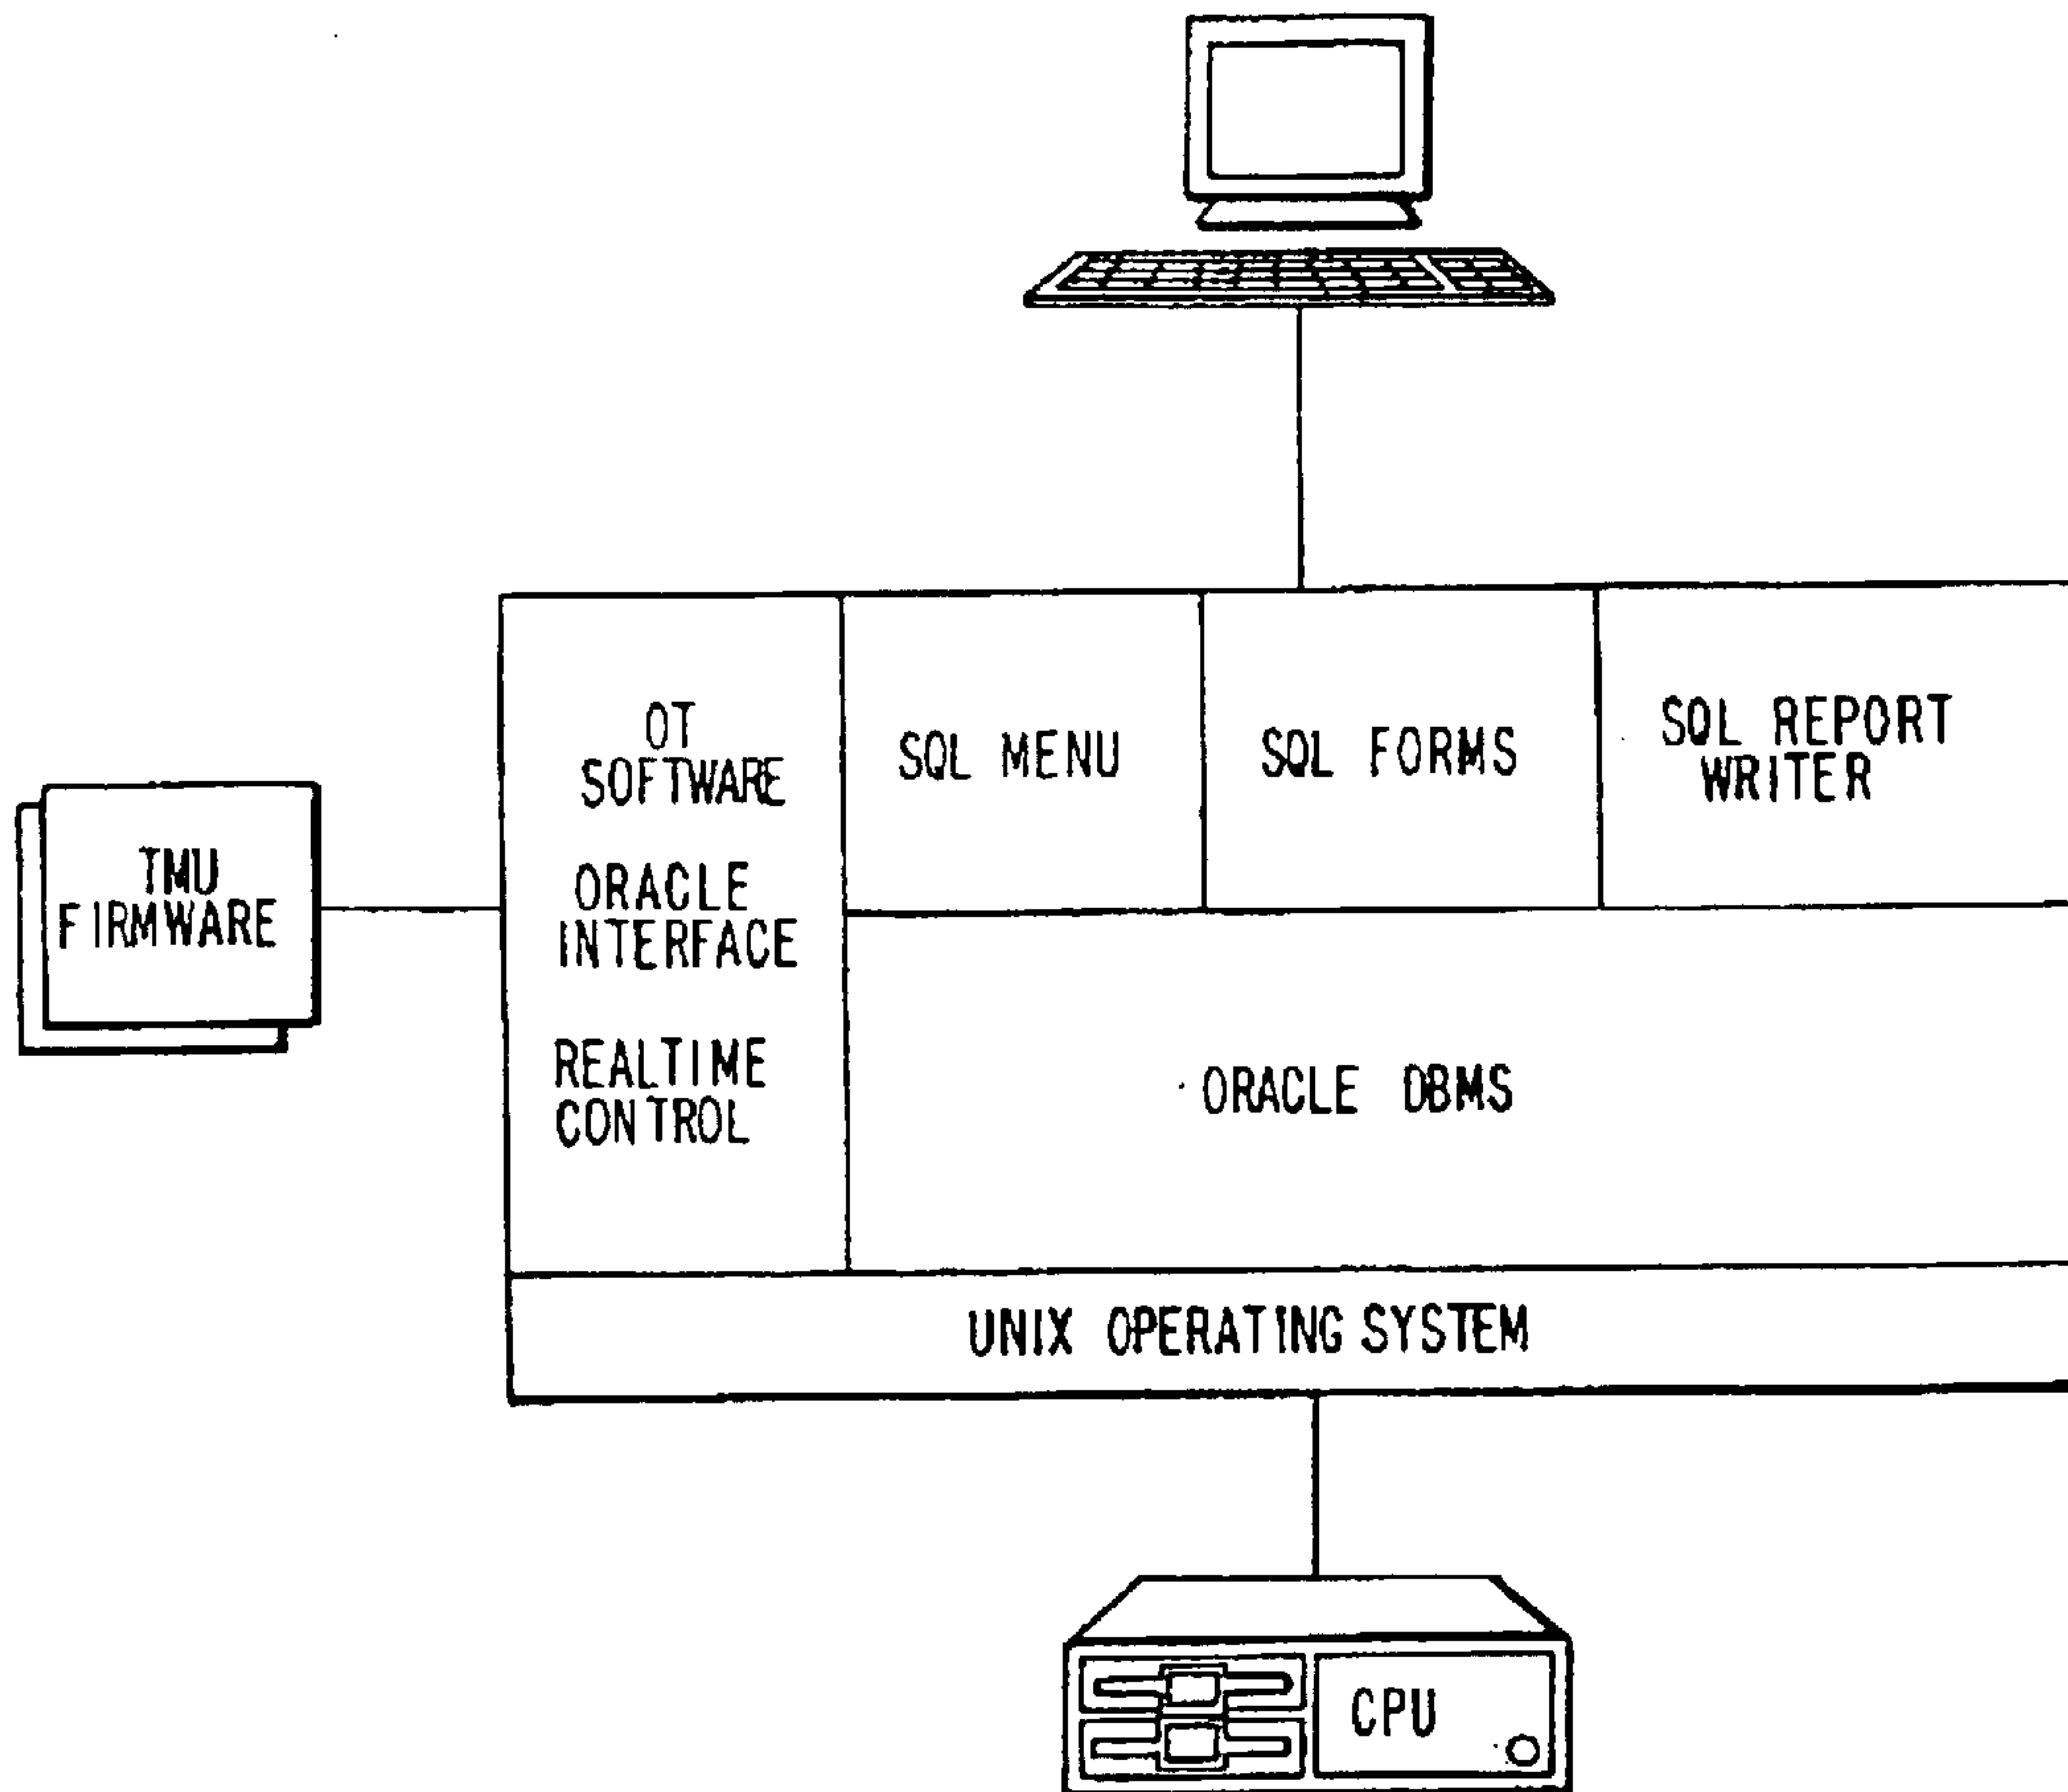 OT
SOFTWARE
ORACLE
INTERFACE
REALTIME
CONTROL
SQL MENU
SQL FORMS
SQL REPORT
WRITER
TMU
FIRMWARE
ORACLE DBMS
UNIX OPERATING SYSTEM
CPU